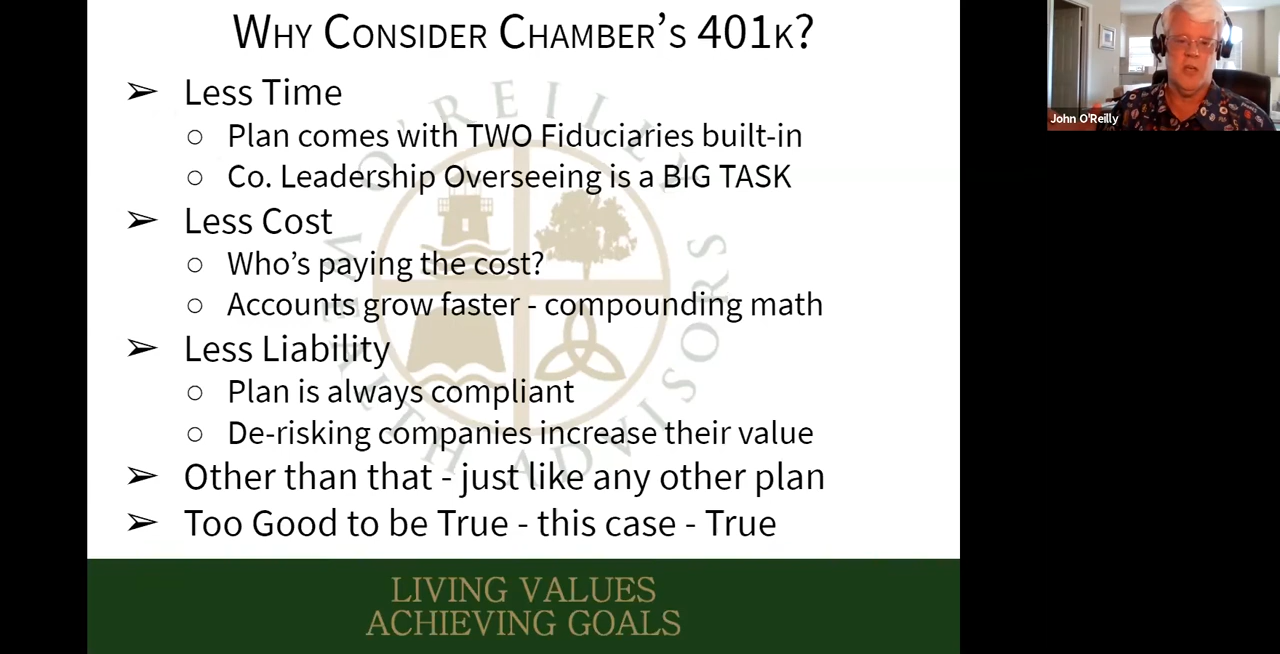 WHY CONSIDER CHAMBER'S 401K?
➢ Less Time
○ Plan comes with TWO Fiduciaries built-in
○ Co. Leadership Overseeing is a BIG TASK
➢ Less Cost
○ Who's paying the cost?
○ Accounts grow faster - compounding math
➢ Less Liability
○ Plan is always compliant
○ De-risking companies increase their value
➢ Other than that - just like any other plan
➢ Too Good to be True - this case - True
O'REILLY
ADVISORS
LIVING VALUES
ACHIEVING GOALS
John O'Reilly